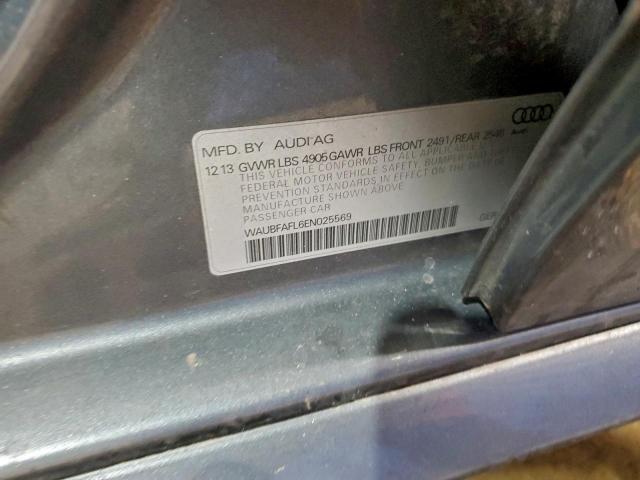 MFD. BY AUDI AG
12 13 GVWR LBS 4905 GAWR LBS FRONT 2491/REAR 2546
THIS VEHICLE CONFORMS TO ALL APPLICABLE
FEDERAL MOTOR VEHICLE SAFETY, BUMPER AND
PREVENTION STANDARDS IN EFFECT ON THE DATE OF
MANUFACTURE SHOWN ABOVE
PASSENGER CAR
WAUBFAFL6EN025569
Audi